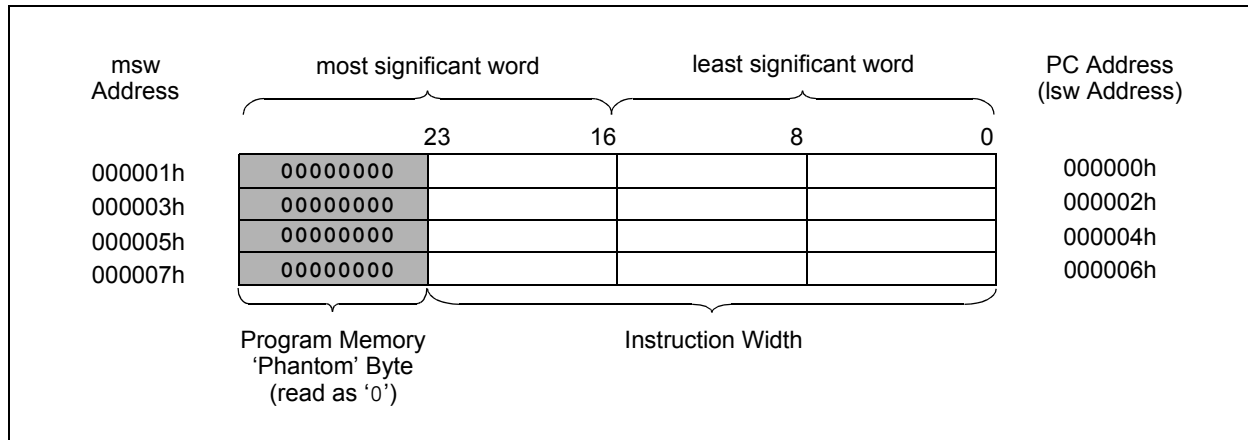 msw
Address
most significant word
least significant word
PC Address
(lsw Address)
23 16 8 0
000001h 00000000 000000h
000003h 00000000 000002h
000005h 00000000 000004h
000007h 00000000 000006h
Program Memory
‘Phantom’ Byte
(read as ‘0’)
Instruction Width